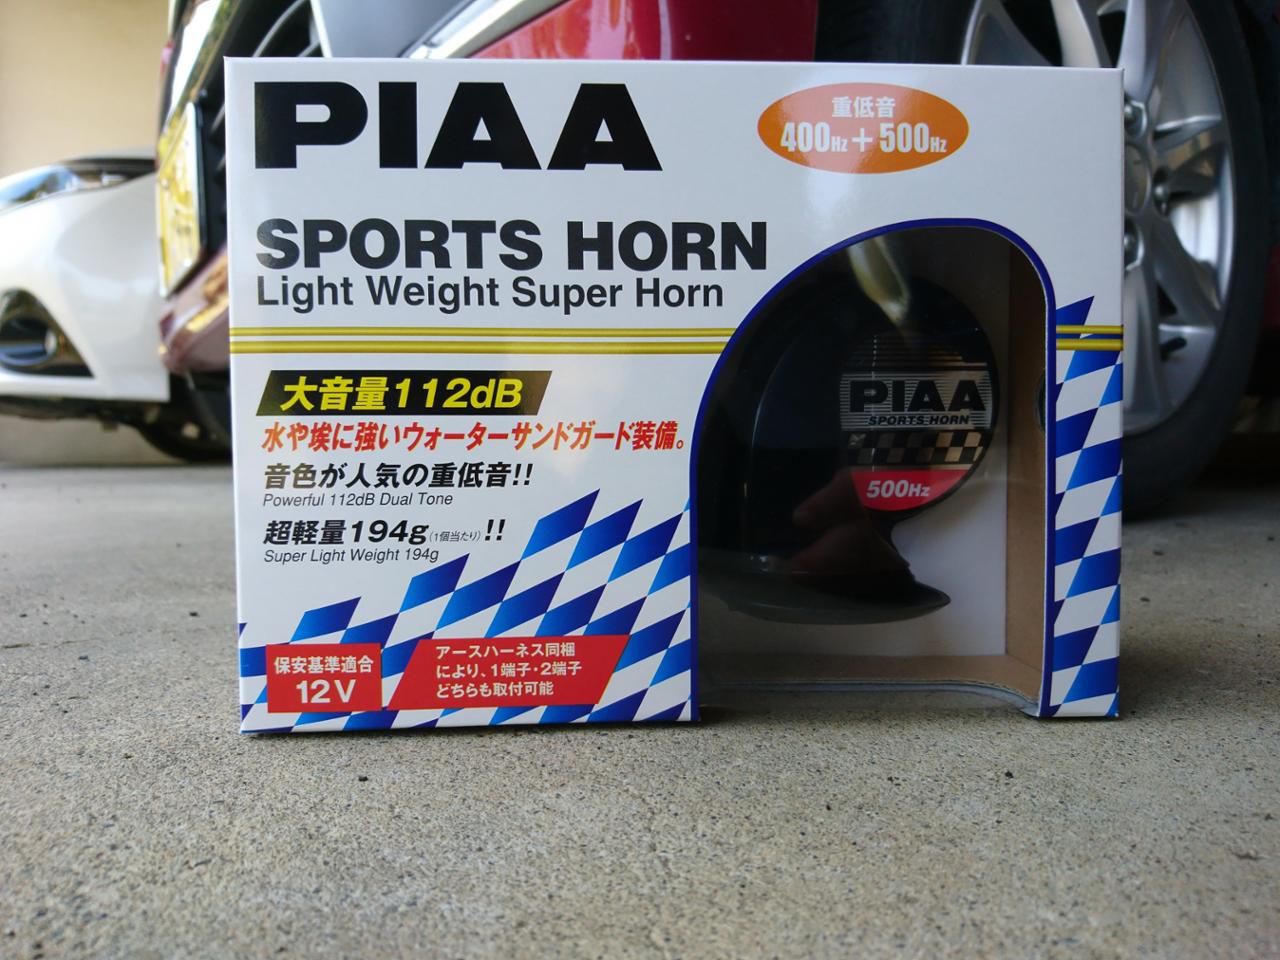 PIAA
重低音
400Hz+500Hz
SPORTS HORN
Light Weight Super Horn
大音量112dB
水や埃に強いウォーターサンドガード装備。
音色が人気の重低音!!
Powerful 112dB Dual Tone
超軽量194g(1個当たり)!!
Super Light Weight 194g
保安基準適合
12V
アースハーネス同梱
により、1端子・2端子
どちらも取付可能
PIAA
SPORTS HORN
500Hz